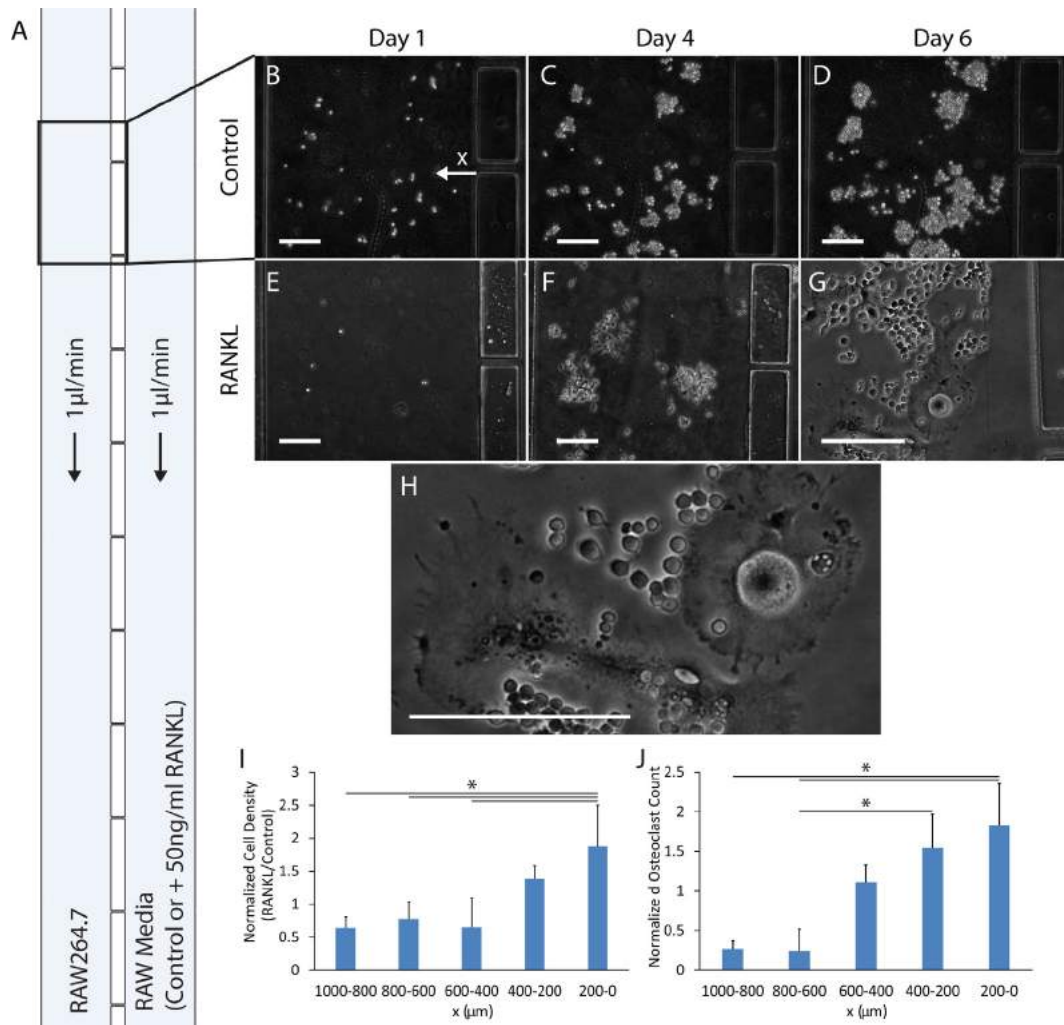 A
Day 1
Day 4
Day 6
Control
B
x
C
D
RANKL
E
F
G
1µl/min
1µl/min
RAW264.7
RAW Media
(Control or + 50ng/ml RANKL)
H
I
Normalized Cell Density
(RANKL/Control)
3
2.5
2
1.5
1
0.5
0
*
1000-800 800-600 600-400 400-200 200-0
x (µm)
J
Normalize d Osteoclast Count
2.5
2
1.5
1
0.5
0
*
*
1000-800 800-600 600-400 400-200 200-0
x (µm)